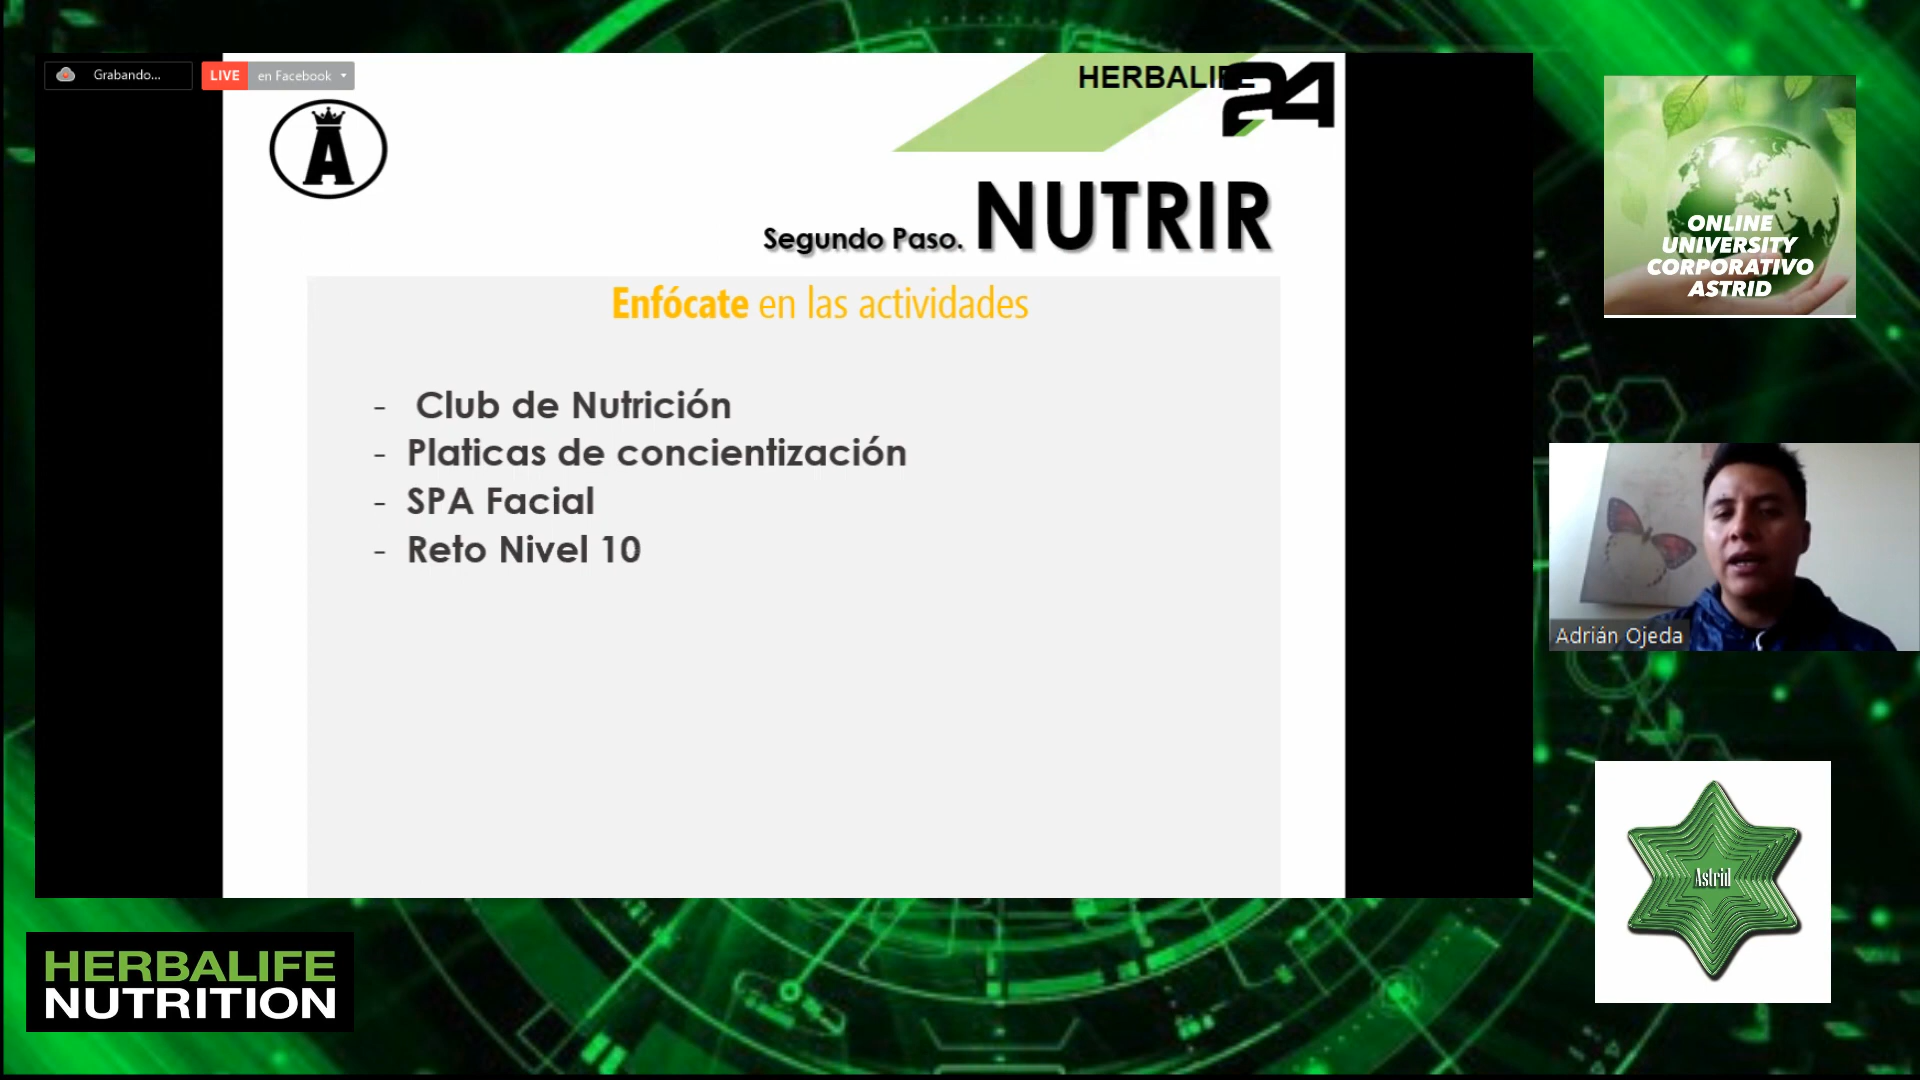 Grabando...
LIVE en Facebook
HERBALIFE
24
A
Segundo Paso. NUTRIR
Enfócate en las actividades
- Club de Nutrición
- Platicas de concientización
- SPA Facial
- Reto Nivel 10
ONLINE
UNIVERSITY
CORPORATIVO
ASTRID
Adrián Ojeda
Astrid
HERBALIFE
NUTRITION